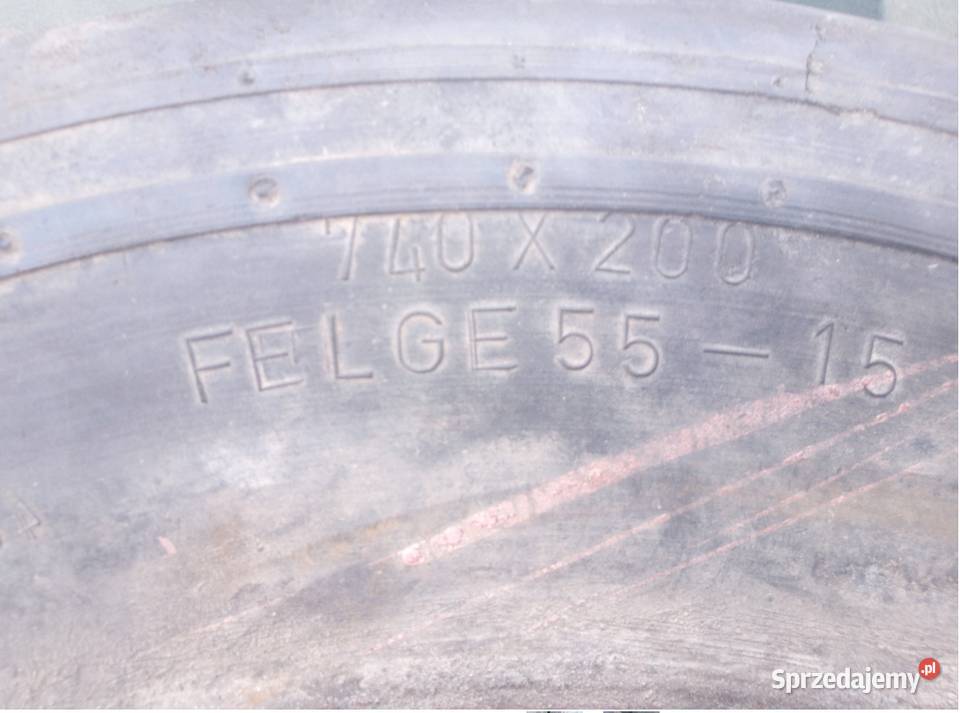 740 X 200
FELGE 55 – 15
Sprzedajemy.pl